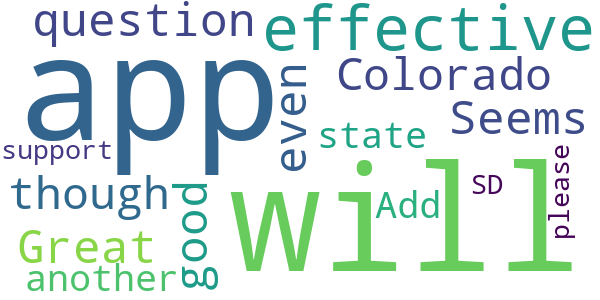 question
effective
app
Colorado
even
Seems
support
state
please
though
good
will
SD
Add
Great
another